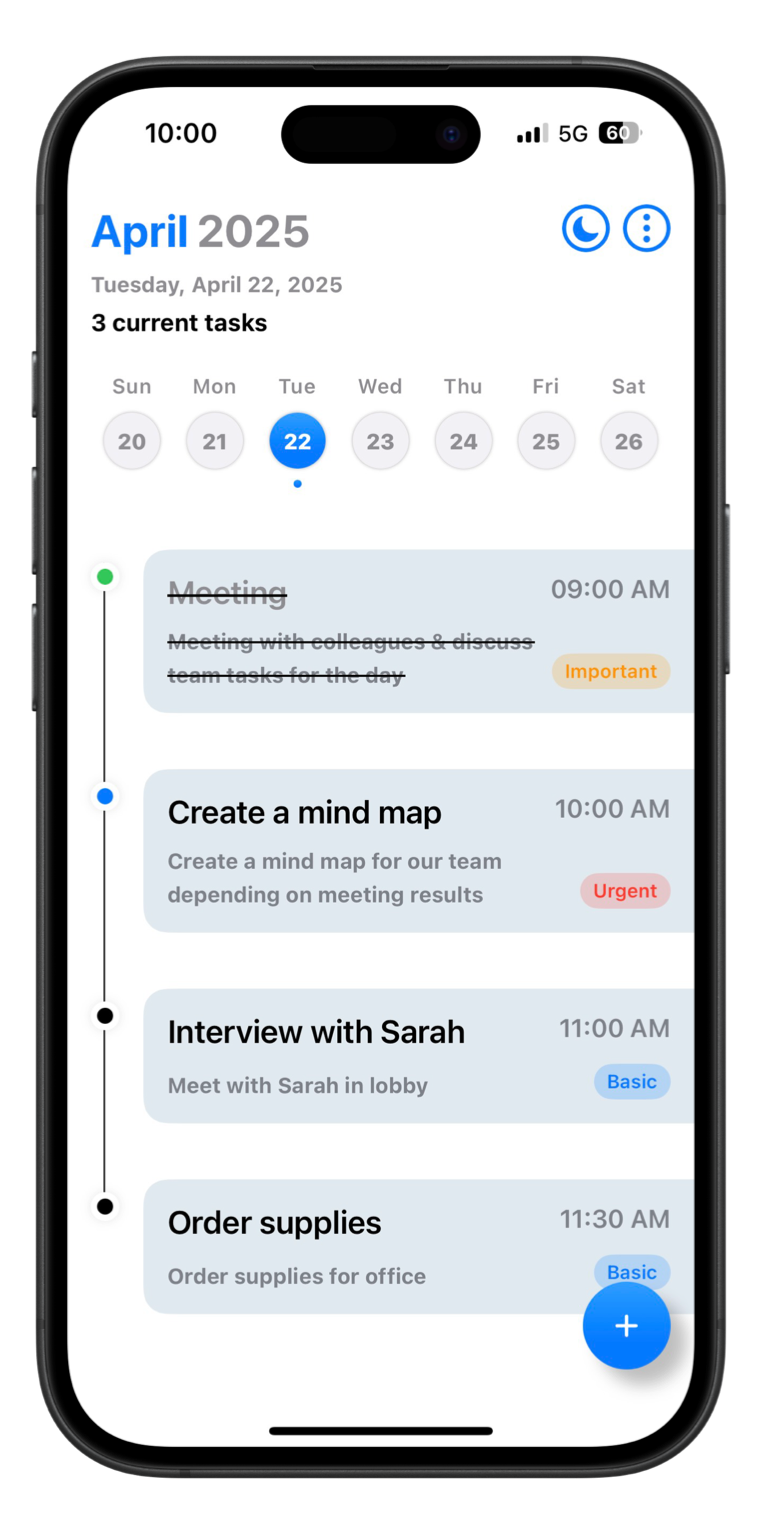 10:00 5G 60
April 2025
Tuesday, April 22, 2025
3 current tasks
Sun Mon Tue Wed Thu Fri Sat
20 21 22 23 24 25 26
Meeting 09:00 AM
Meeting with colleagues & discuss
team tasks for the day
Important
Create a mind map 10:00 AM
Create a mind map for our team
depending on meeting results
Urgent
Interview with Sarah 11:00 AM
Meet with Sarah in lobby
Basic
Order supplies 11:30 AM
Order supplies for office
Basic
+